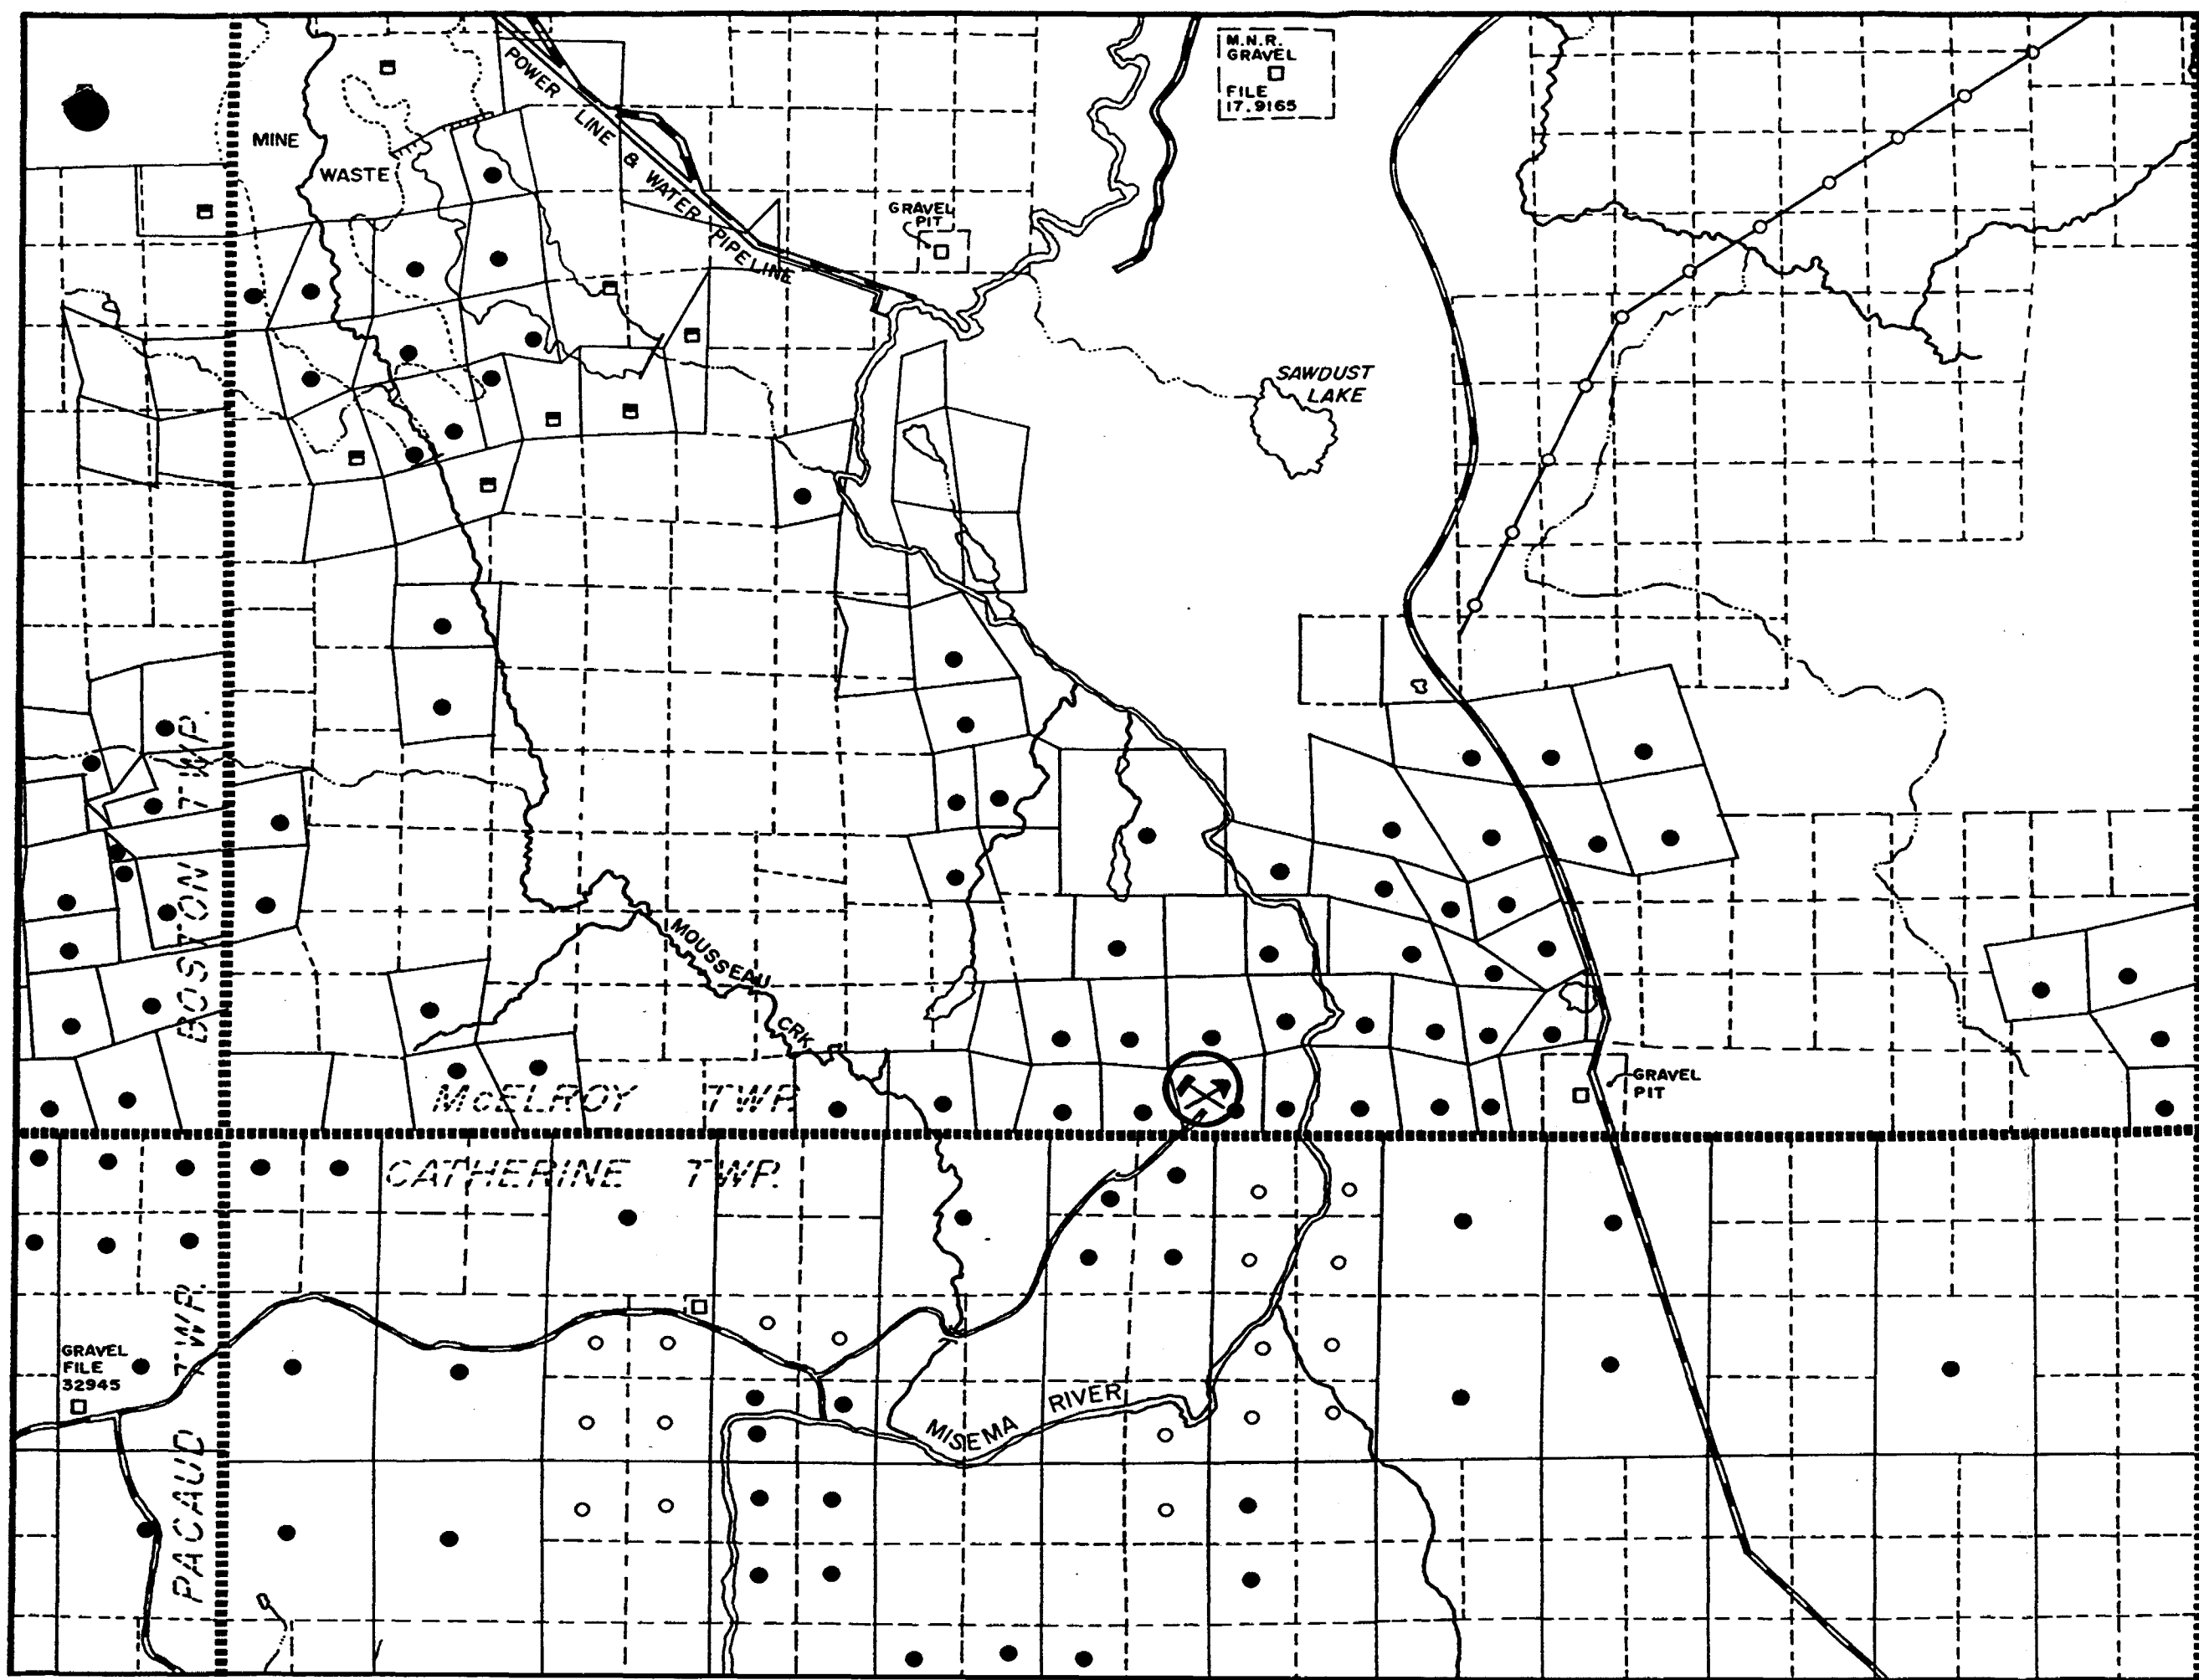 M.N.R.
GRAVEL
FILE
17.9165
POWER LINE & WATER PIPELINE
MINE
WASTE
GRAVEL
PIT
SAWDUST
LAKE
BOSTON TWP.
MOUSSEAU CRK
GRAVEL
PIT
McELROY TWP.
CATHERINE TWP.
GRAVEL
FILE
32945
PACAUD TWP.
MISEMA RIVER